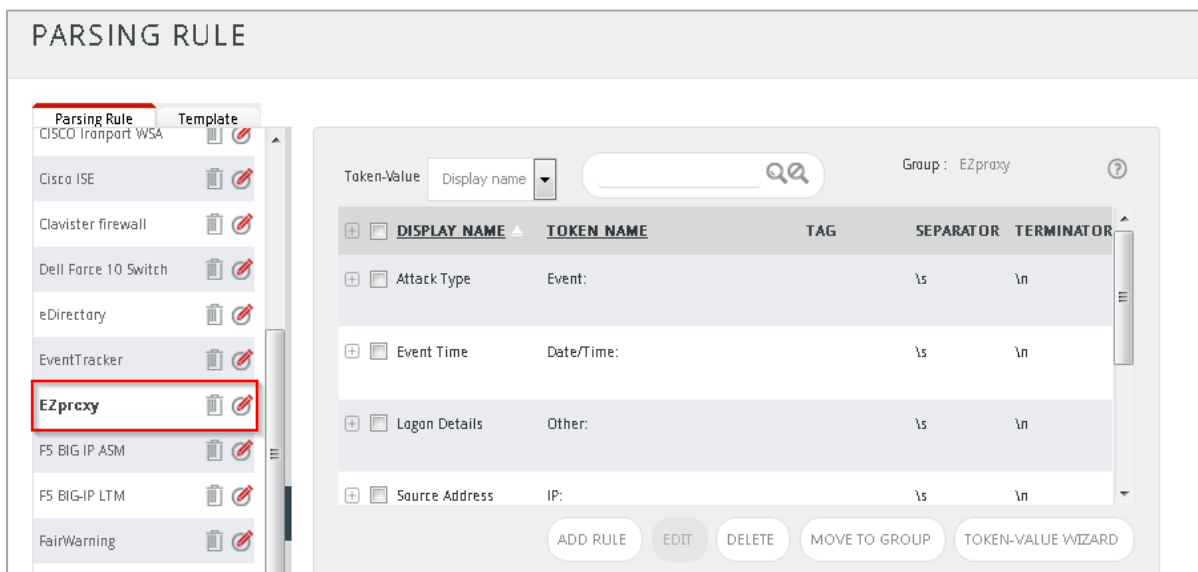 PARSING RULE
Parsing Rule Template
CISCO Iranpart WSA
Cisco ISE
Clavister firewall
Dell Force 10 Switch
eDirectory
EventTracker
EZproxy
F5 BIG IP ASM
F5 BIG-IP LTM
FairWarning
Token-Value Display name Group : EZproxy
DISPLAY NAME TOKEN NAME TAG SEPARATOR TERMINATOR
Attack Type Event: \s \n
Event Time Date/Time: \s \n
Logon Details Other: \s \n
Source Address IP: \s \n
ADD RULE EDIT DELETE MOVE TO GROUP TOKEN-VALUE WIZARD